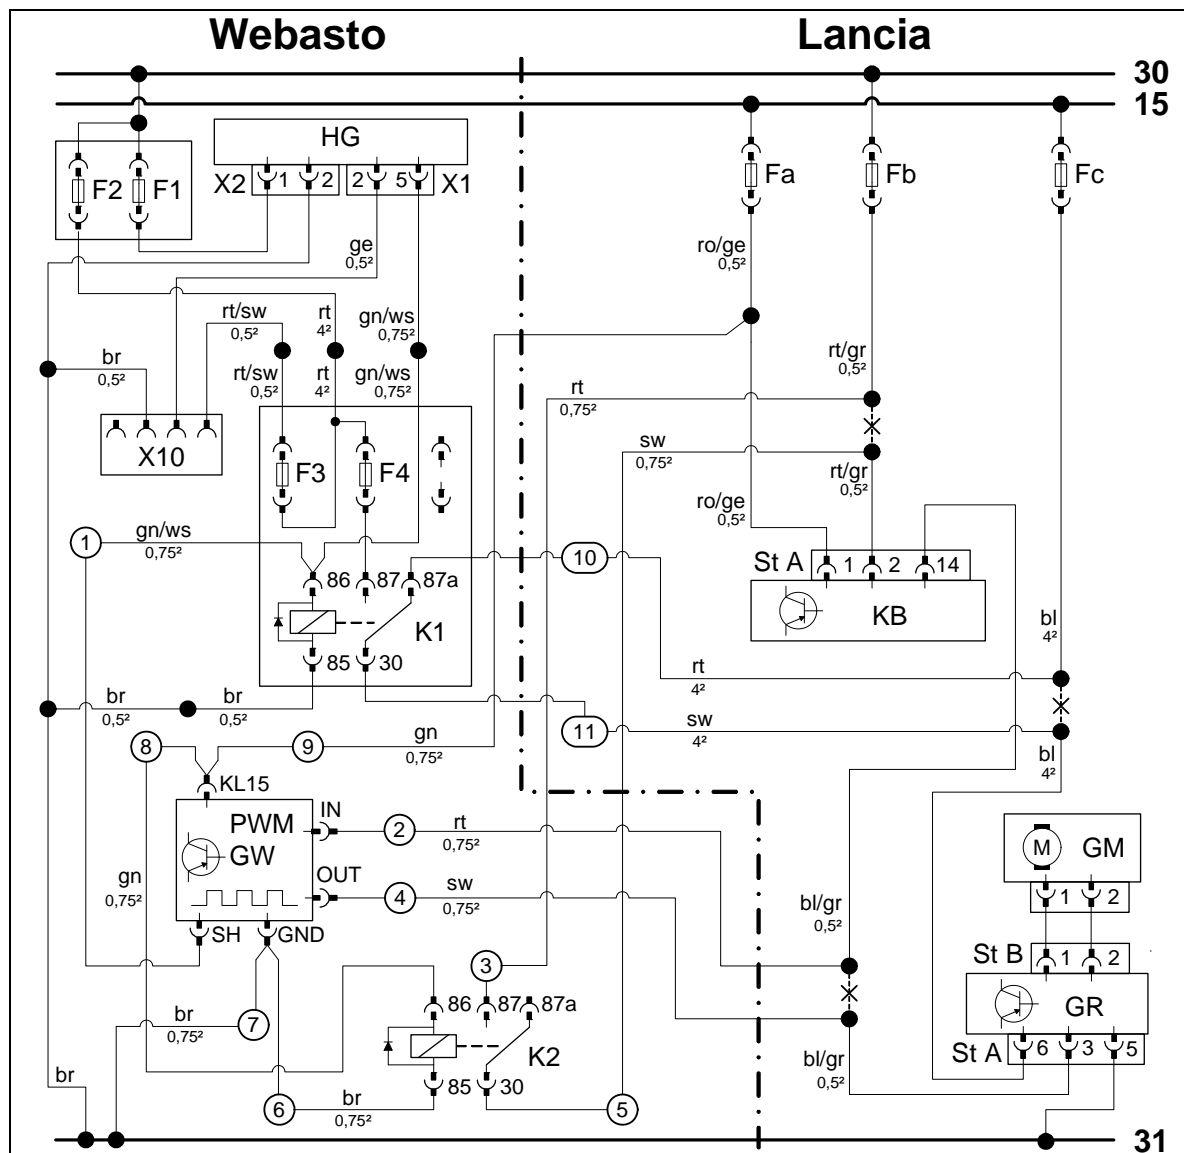 Webasto Lancia
30
15
HG
X2 1 2 2 5 X1
F2 F1
Fa Fb Fc
ge
0,5²
ro/ge
0,5²
rt/sw
0,5²
rt
4²
gn/ws
0,75²
br
0,5²
rt/sw
0,5²
rt
4²
gn/ws
0,75²
rt/gr
0,5²
rt
0,75²
sw
0,75²
rt/gr
0,5²
X10
F3 F4
ro/ge
0,5²
1
gn/ws
0,75²
10
St A 1 2 14
86 87 87a
KB
K1
85 30
bl
4²
rt
4²
br
0,5²
br
0,5²
11
sw
4²
8 9
gn
0,75²
bl
4²
KL15
PWM
GW
IN
2
rt
0,75²
M GM
OUT
4
sw
0,75²
gn
0,75²
1 2
bl/gr
0,5²
SH GND
St B 1 2
3
86 87 87a
GR
7
br
0,75²
K2
St A 6 3 5
bl/gr
0,5²
br
85 30
6
br
0,75²
5
31